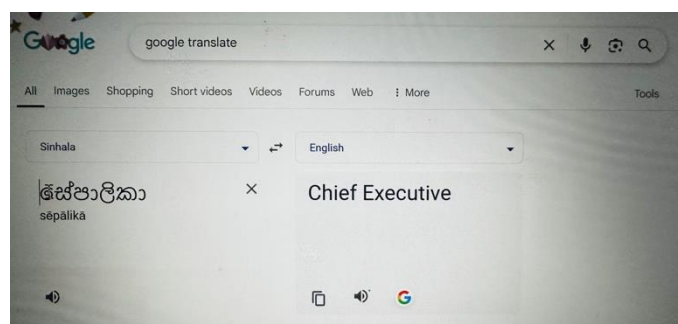 Google
google translate
All Images Shopping Short videos Videos Forums Web More Tools
Sinhala English
සේපාලිකා Chief Executive
sēpālikā